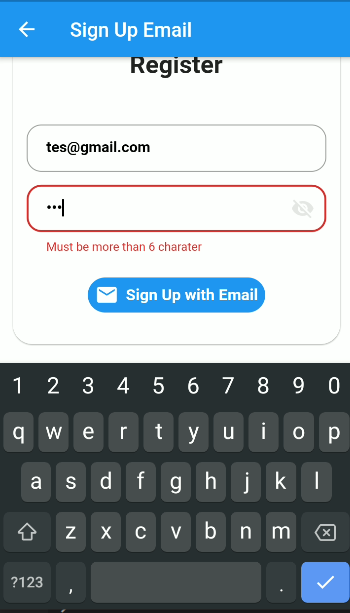 Sign Up Email
Register
tes@gmail.com
•••
Must be more than 6 charater
Sign Up with Email
1 2 3 4 5 6 7 8 9 0
q w e r t y u i o p
a s d f g h j k l
z x c v b n m
?123 , .